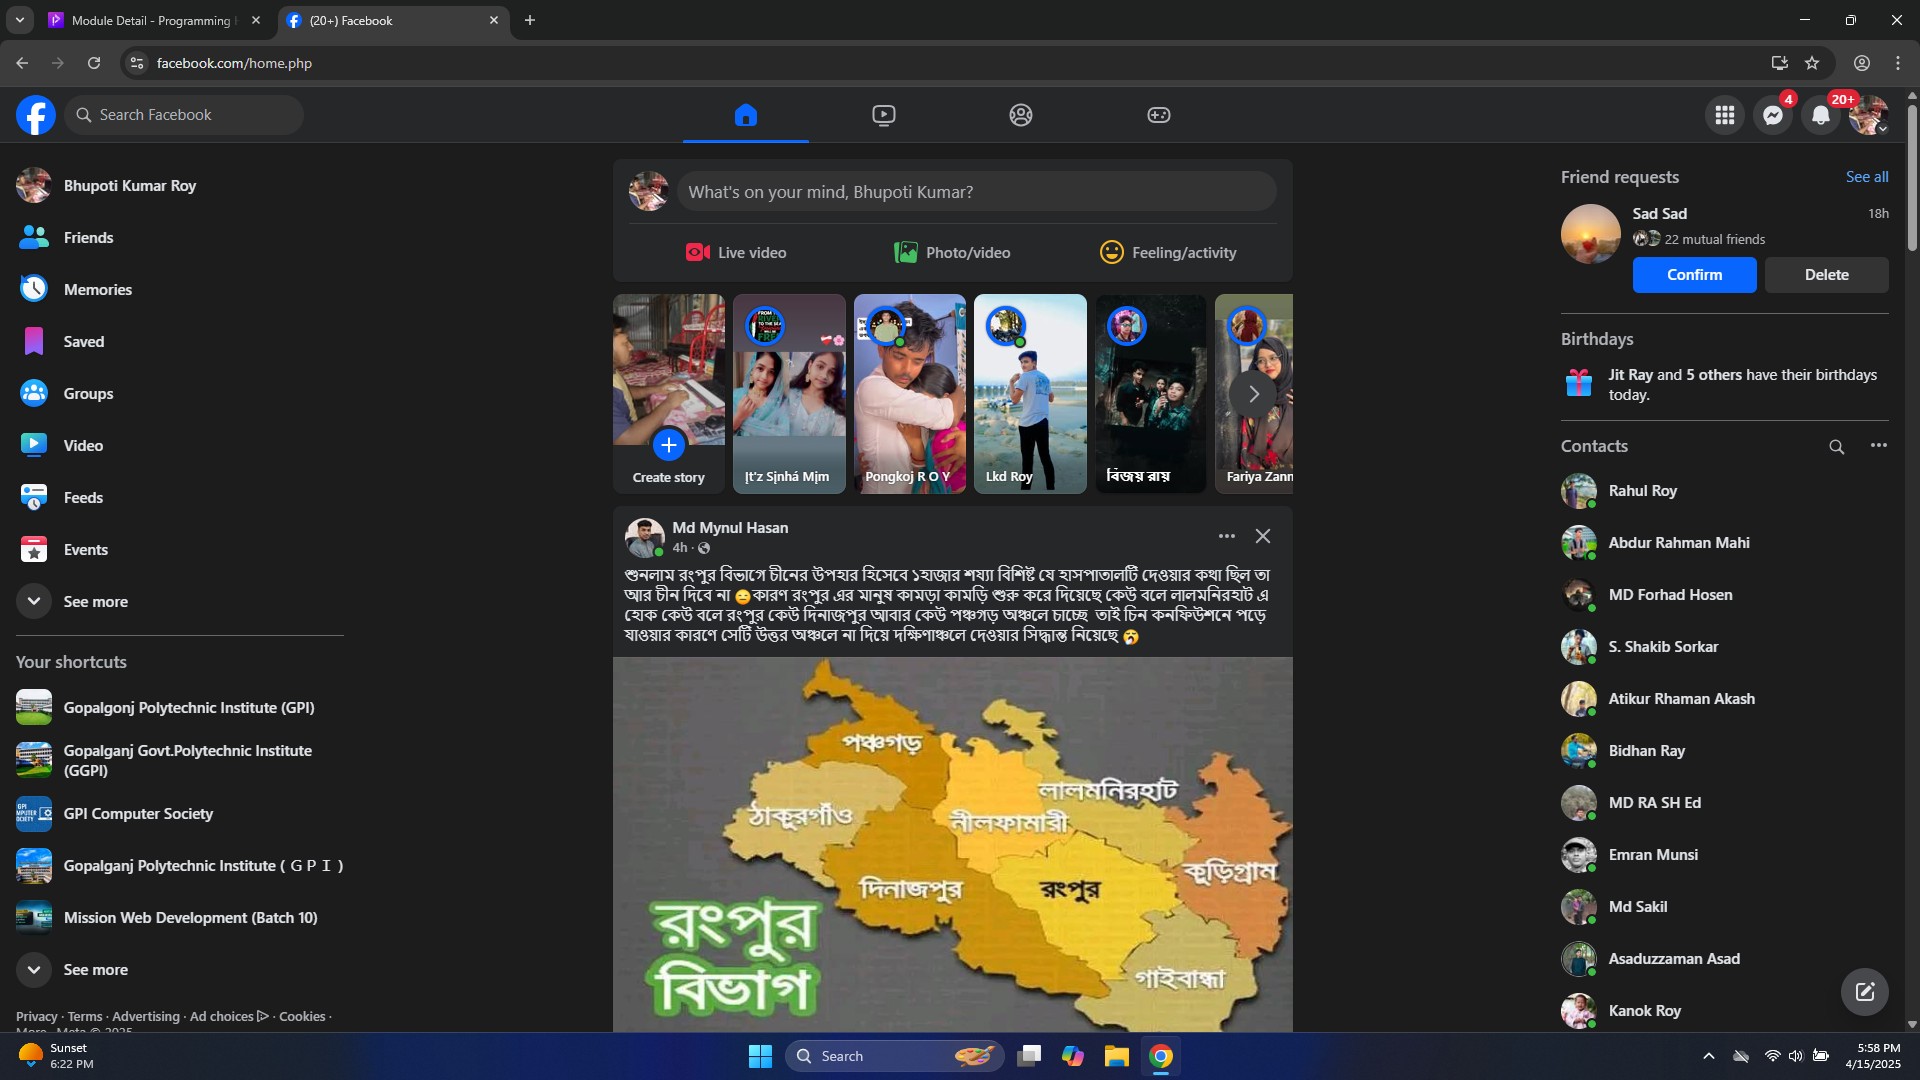 Module Detail - Programming
(20+) Facebook
facebook.com/home.php
Search Facebook
4
20+
Bhupoti Kumar Roy
Friends
Memories
Saved
Groups
Video
Feeds
Events
See more
Your shortcuts
Gopalgonj Polytechnic Institute (GPI)
Gopalganj Govt.Polytechnic Institute
(GGPI)
GPI Computer Society
Gopalganj Polytechnic Institute ( G P I )
Mission Web Development (Batch 10)
See more
Privacy · Terms · Advertising · Ad choices · Cookies ·
More · Meta © 2025
What's on your mind, Bhupoti Kumar?
Live video
Photo/video
Feeling/activity
Create story
Įt'z Sįnhá Mįm
Pongkoj R O Y
Lkd Roy
বিজয় রায়
Fariya Zann
Md Mynul Hasan
4h ·
শুনলাম রংপুর বিভাগে চীনের উপহার হিসেবে ১হাজার শয্যা বিশিষ্ট যে হাসপাতালটি দেওয়ার কথা ছিল তা
আর চীন দিবে না 😑কারণ রংপুর এর মানুষ কামড়া কামড়ি শুরু করে দিয়েছে কেউ বলে লালমনিরহাট এ
হোক কেউ বলে রংপুর কেউ দিনাজপুর আবার কেউ পঞ্চগড় অঞ্চলে চাচ্ছে তাই চিন কনফিউশনে পড়ে
যাওয়ার কারণে সেটি উত্তর অঞ্চলে না দিয়ে দক্ষিণাঞ্চলে দেওয়ার সিদ্ধান্ত নিয়েছে 😤
পঞ্চগড়
ঠাকুরগাঁও
লালমনিরহাট
নীলফামারী
কুড়িগ্রাম
দিনাজপুর
রংপুর
গাইবান্ধা
রংপুর
বিভাগ
Friend requests
See all
Sad Sad
18h
22 mutual friends
Confirm
Delete
Birthdays
Jit Ray and 5 others have their birthdays
today.
Contacts
Rahul Roy
Abdur Rahman Mahi
MD Forhad Hosen
S. Shakib Sorkar
Atikur Rhaman Akash
Bidhan Ray
MD RA SH Ed
Emran Munsi
Md Sakil
Asaduzzaman Asad
Kanok Roy
Sunset
6:22 PM
Search
5:58 PM
4/15/2025